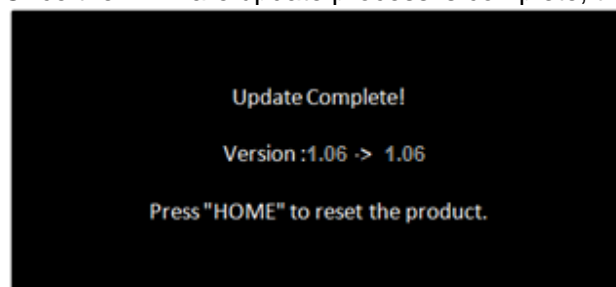 Update Complete!
Version :1.06 -> 1.06
Press "HOME" to reset the product.